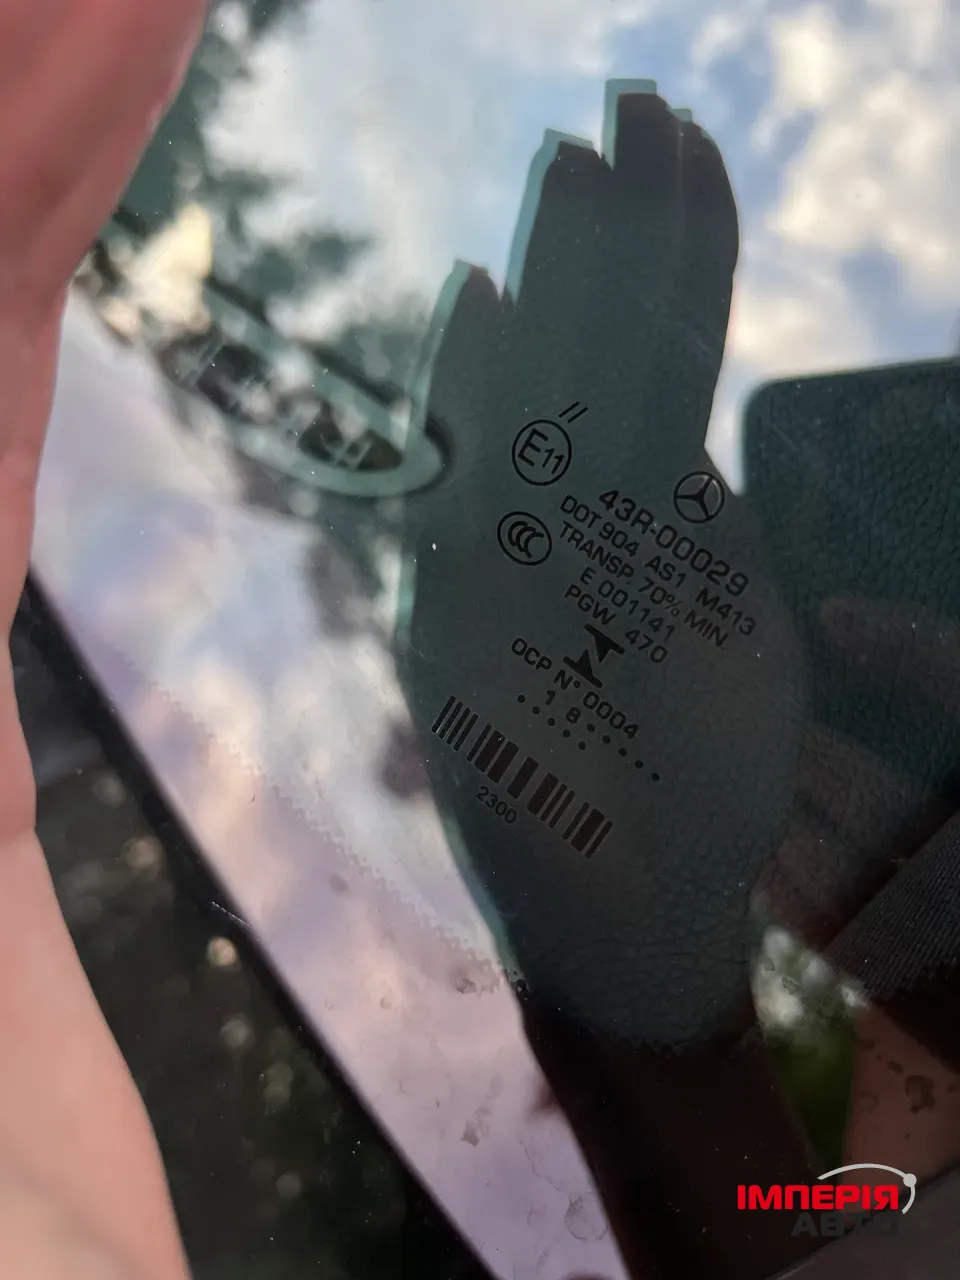 E11
43R-00029
DOT 904 AS1 M413
TRANSP. 70% MIN.
E 001141
PGW 470
OCP N° 0004
. 1 8 . . .
2300
ІМПЕРІЯ
АВТО